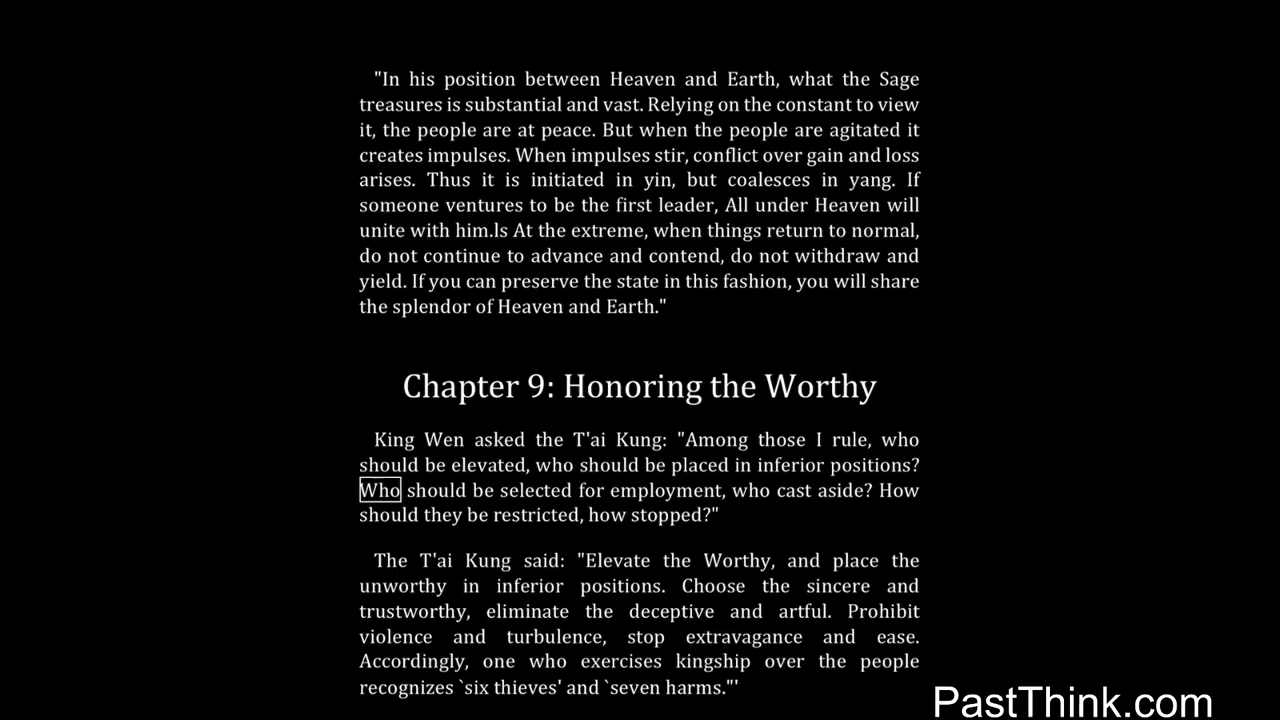 "In his position between Heaven and Earth, what the Sage
treasures is substantial and vast. Relying on the constant to view
it, the people are at peace. But when the people are agitated it
creates impulses. When impulses stir, conflict over gain and loss
arises. Thus it is initiated in yin, but coalesces in yang. If
someone ventures to be the first leader, All under Heaven will
unite with him.ls At the extreme, when things return to normal,
do not continue to advance and contend, do not withdraw and
yield. If you can preserve the state in this fashion, you will share
the splendor of Heaven and Earth."
Chapter 9: Honoring the Worthy
King Wen asked the T'ai Kung: "Among those I rule, who
should be elevated, who should be placed in inferior positions?
Who should be selected for employment, who cast aside? How
should they be restricted, how stopped?"
The T'ai Kung said: "Elevate the Worthy, and place the
unworthy in inferior positions. Choose the sincere and
trustworthy, eliminate the deceptive and artful. Prohibit
violence and turbulence, stop extravagance and ease.
Accordingly, one who exercises kingship over the people
recognizes `six thieves' and `seven harms."'
PastThink.com